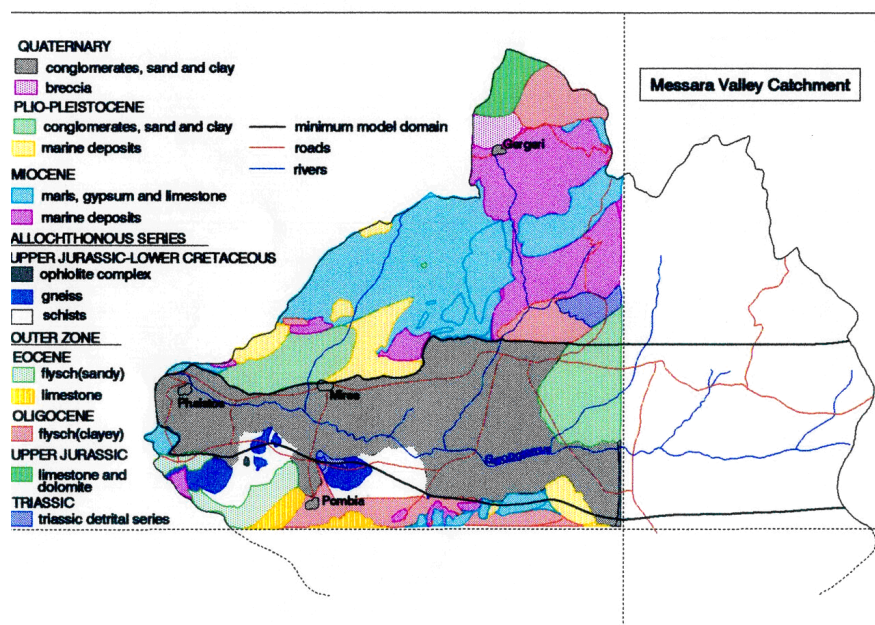 QUATERNARY
conglomerates, sand and clay
breccia
PLIO-PLEISTOCENE
conglomerates, sand and clay
marine deposits
MIOCENE
marls, gypsum and limestone
marine deposits
ALLOCHTHONOUS SERIES
UPPER JURASSIC-LOWER CRETACEOUS
ophiolite complex
gneiss
schists
OUTER ZONE
EOCENE
flysch(sandy)
limestone
OLIGOCENE
flysch(clayey)
UPPER JURASSIC
limestone and
dolomite
TRIASSIC
triassic detrital series
minimum model domain
roads
rivers
Messara Valley Catchment
Gergeri
Phaistos
Mires
Pombia